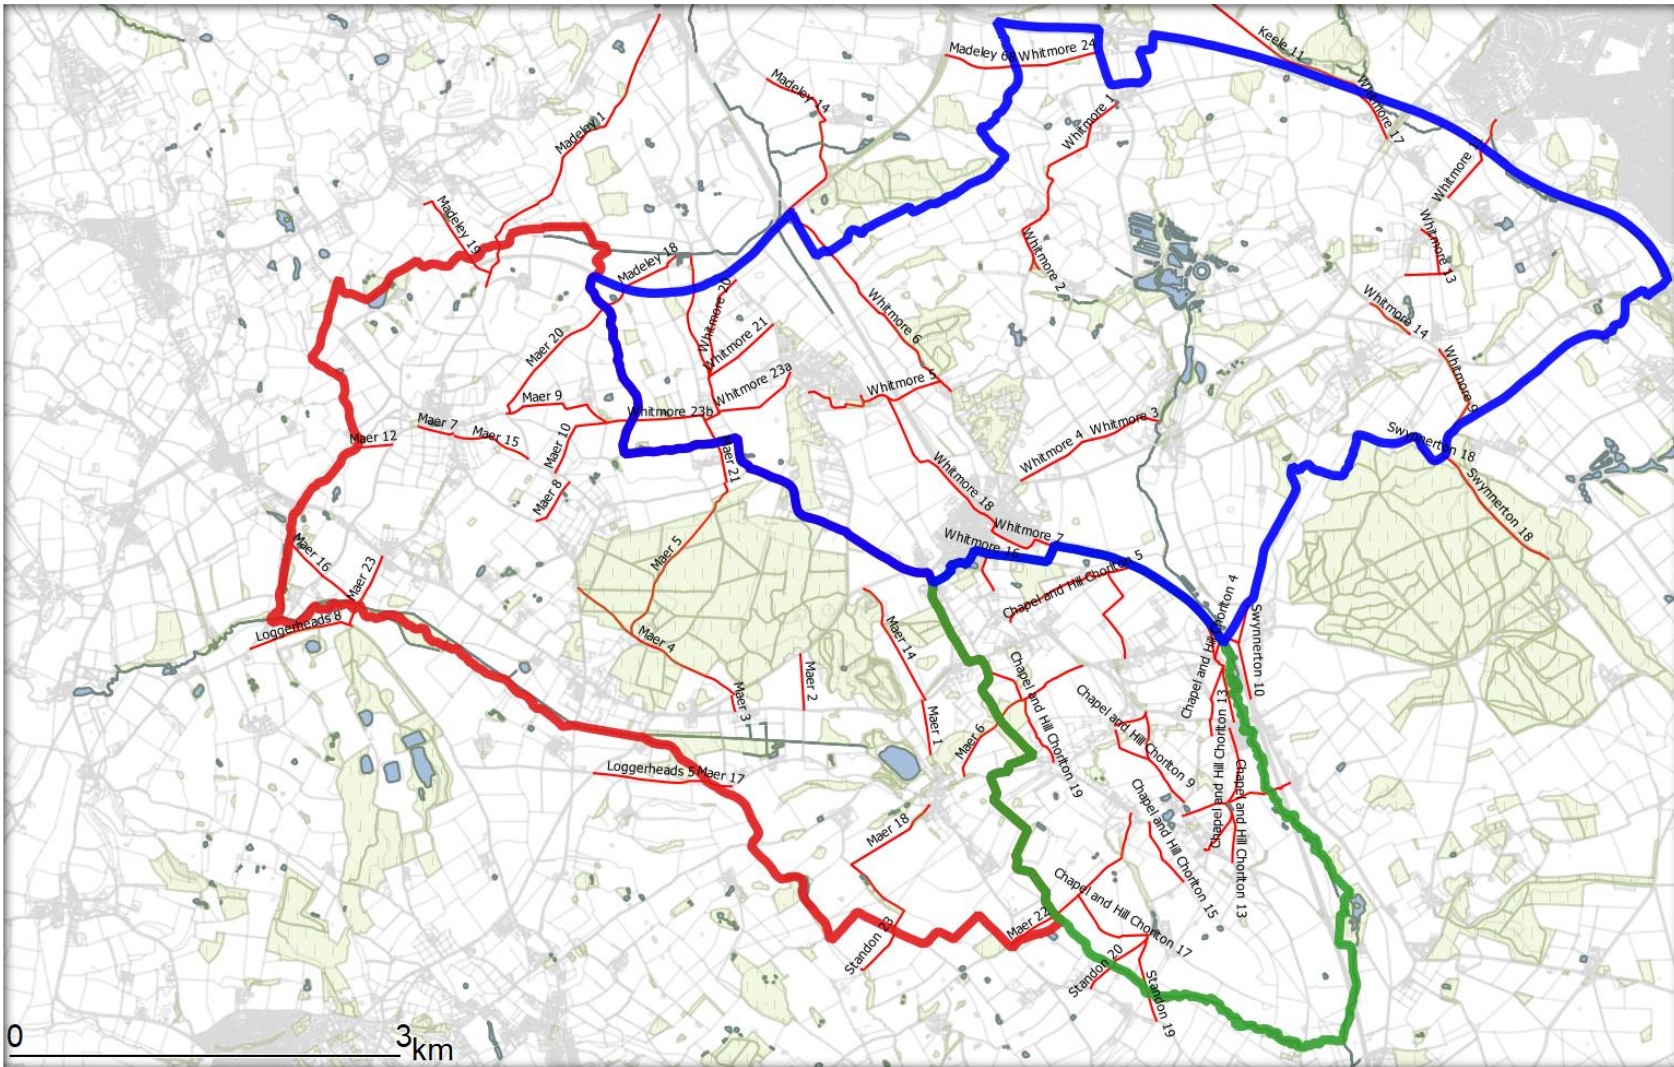 Keele 11
Madeley 68 Whitmore 24
Madeley 14
Whitmore 17
Whitmore 1
Madeley 1
Whitmore 11
Madeley 19
Whitmore 13
Whitmore 2
Madeley 18
Whitmore 20
Whitmore 14
Whitmore 6
Whitmore 21
Maer 20
Whitmore 23a
Whitmore 5
Whitmore 9
Maer 9
Whitmore 23b
Maer 7
Maer 15
Maer 12
Maer 10
Whitmore 4 Whitmore 3
Swynnerton 18
Maer 21
Whitmore 18
Maer 8
Swynnerton 18
Whitmore 7
Whitmore 16
Maer 5
Maer 16
Maer 23
Chapel and Hill Chorlton 5
Chapel and Hill Chorlton 4
Swynnerton 10
Loggerheads 8
Maer 4
Maer 14
Maer 2
Maer 3
Maer 1
Maer 6
Chapel and Hill Chorlton 19
Chapel and Hill Chorlton 9
Chapel and Hill Chorlton 13
Chapel and Hill Chorlton 13
Loggerheads 5 Maer 17
Chapel and Hill Chorlton 15
Maer 18
Chapel and Hill Chorlton 17
Maer 22
Standon 23
Standon 20
Standon 19
0 3 km